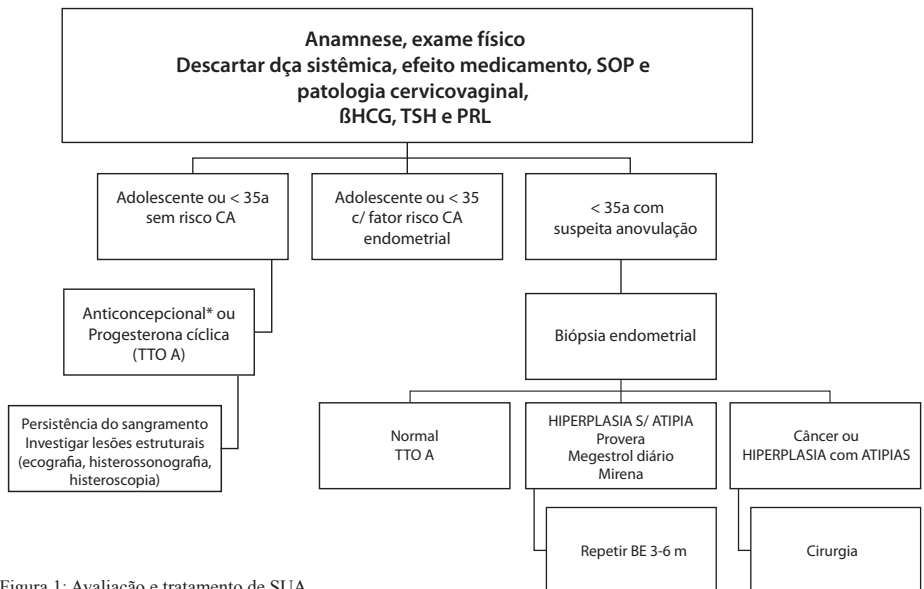 Anamnese, exame físico
Descartar dça sistêmica, efeito medicamento, SOP e
patologia cervicovaginal,
ßHCG, TSH e PRL
Adolescente ou < 35a
sem risco CA
Adolescente ou < 35
c/ fator risco CA
endometrial
< 35a com
suspeita anovulação
Anticoncepcional* ou
Progesterona cíclica
(TTO A)
Biópsia endometrial
Persistência do sangramento
Investigar lesões estruturais
(ecografia, histerossonografia,
histeroscopia)
Normal
TTO A
HIPERPLASIA S/ ATIPIA
Provera
Megestrol diário
Mirena
Câncer ou
HIPERPLASIA com ATIPIAS
Repetir BE 3-6 m
Cirurgia
Figura 1: Avaliação e tratamento de SUA